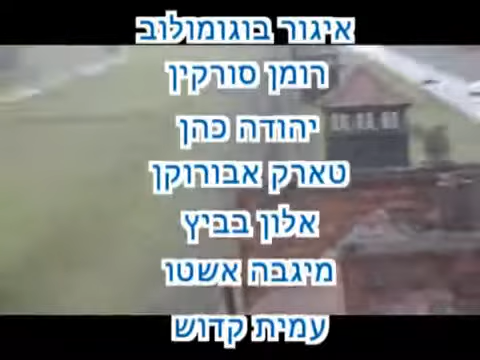 איגור בוגומולוב
רומן סורקין
יהודה כהן
טארק אבורוקן
אלון בביץ
מיגבה אשטו
עמית קדוש